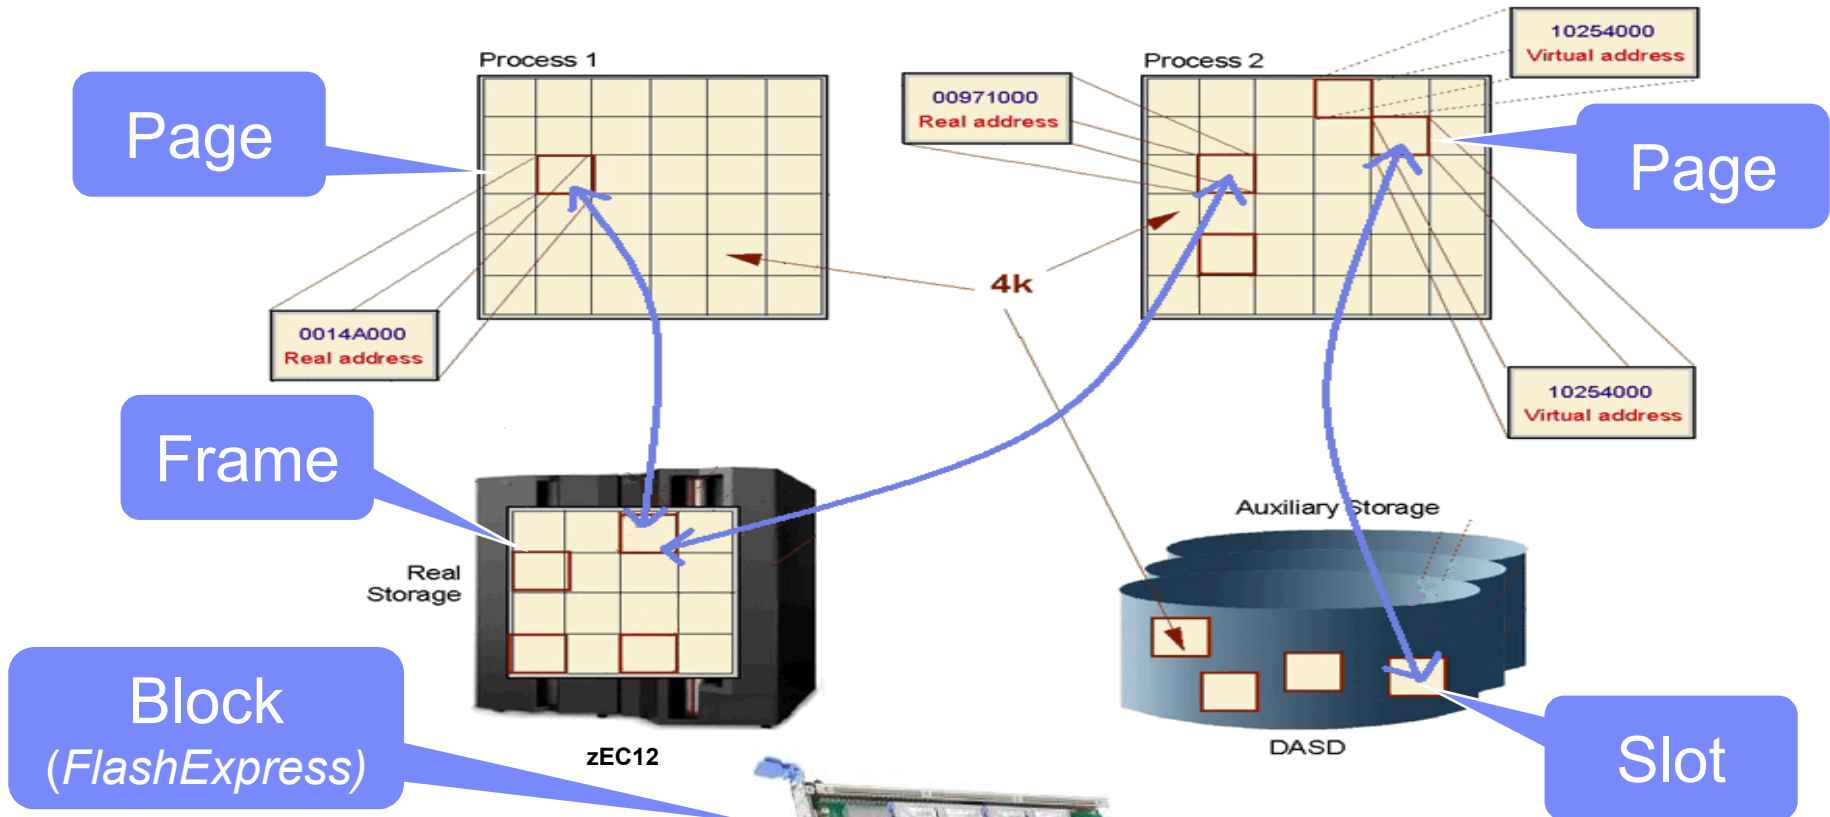 10254000
Virtual address
Process 1
Process 2
00971000
Real address
Page
Page
4k
0014A000
Real address
10254000
Virtual address
Frame
Auxiliary Storage
Real
Storage
Block
(FlashExpress)
zEC12
DASD
Slot